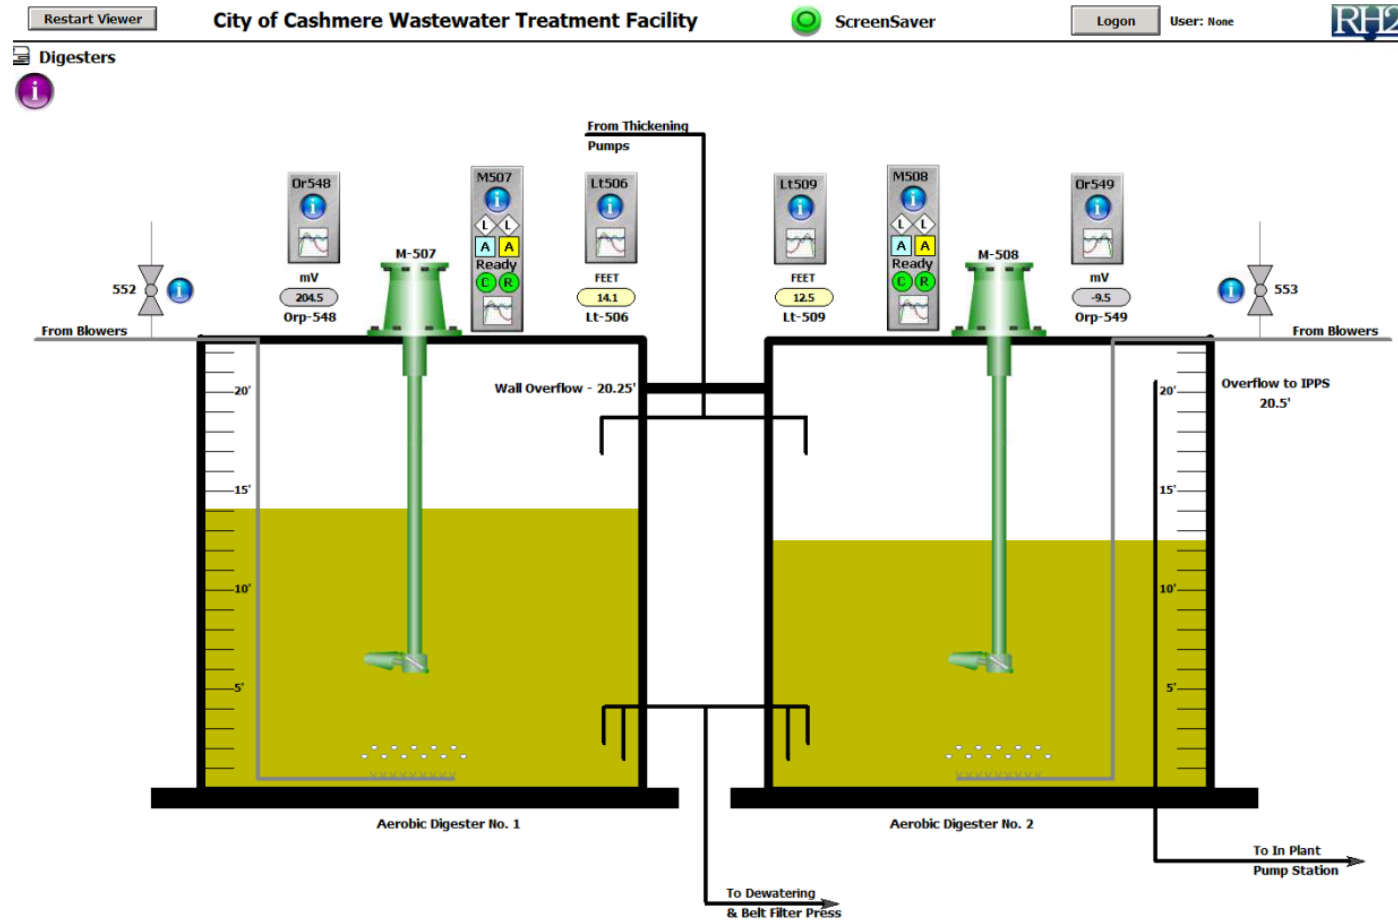 Restart Viewer
City of Cashmere Wastewater Treatment Facility
ScreenSaver
Logon
User: None
RH2
Digesters
i
From Thickening
Pumps
Or548
i
mV
204.5
Orp-548
M507
i
L L
A A
Ready
C R
Lt506
i
FEET
14.1
Lt-506
Lt509
i
FEET
12.5
Lt-509
M508
i
L L
A A
Ready
C R
Or549
i
mV
-9.5
Orp-549
M-507
M-508
552
i
i
553
From Blowers
From Blowers
Wall Overflow - 20.25'
Overflow to IPPS
20.5'
20'
15'
10'
5'
20'
15'
10'
5'
Aerobic Digester No. 1
Aerobic Digester No. 2
To In Plant
Pump Station
To Dewatering
& Belt Filter Press